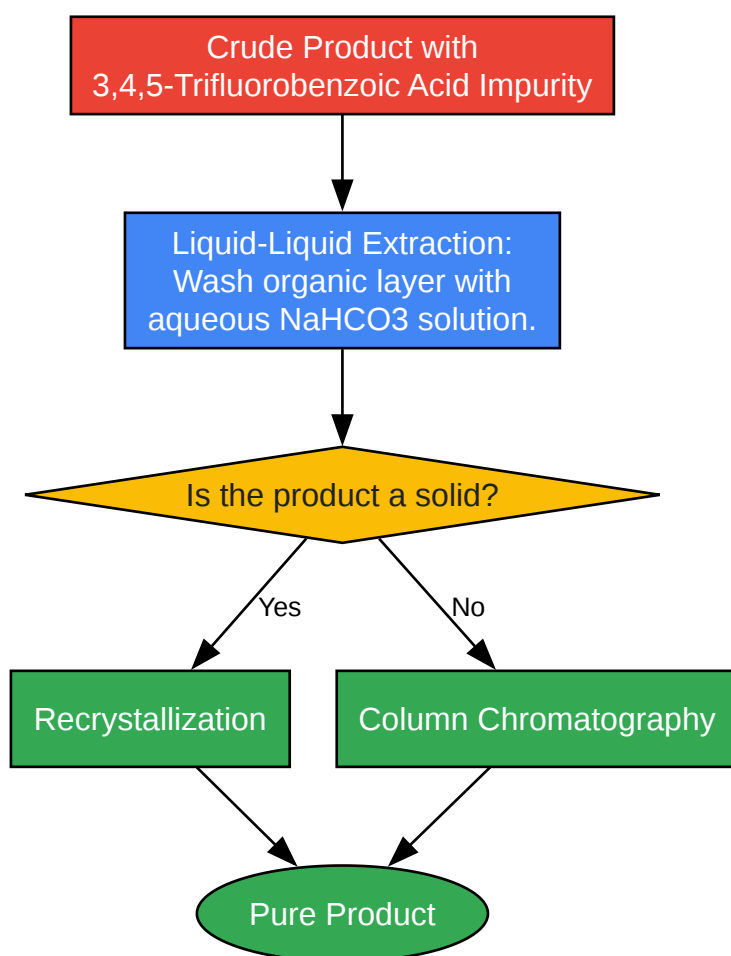 Crude Product with
3,4,5-Trifluorobenzoic Acid Impurity
Liquid-Liquid Extraction:
Wash organic layer with
aqueous NaHCO3 solution.
Is the product a solid?
Yes
No
Recrystallization
Column Chromatography
Pure Product